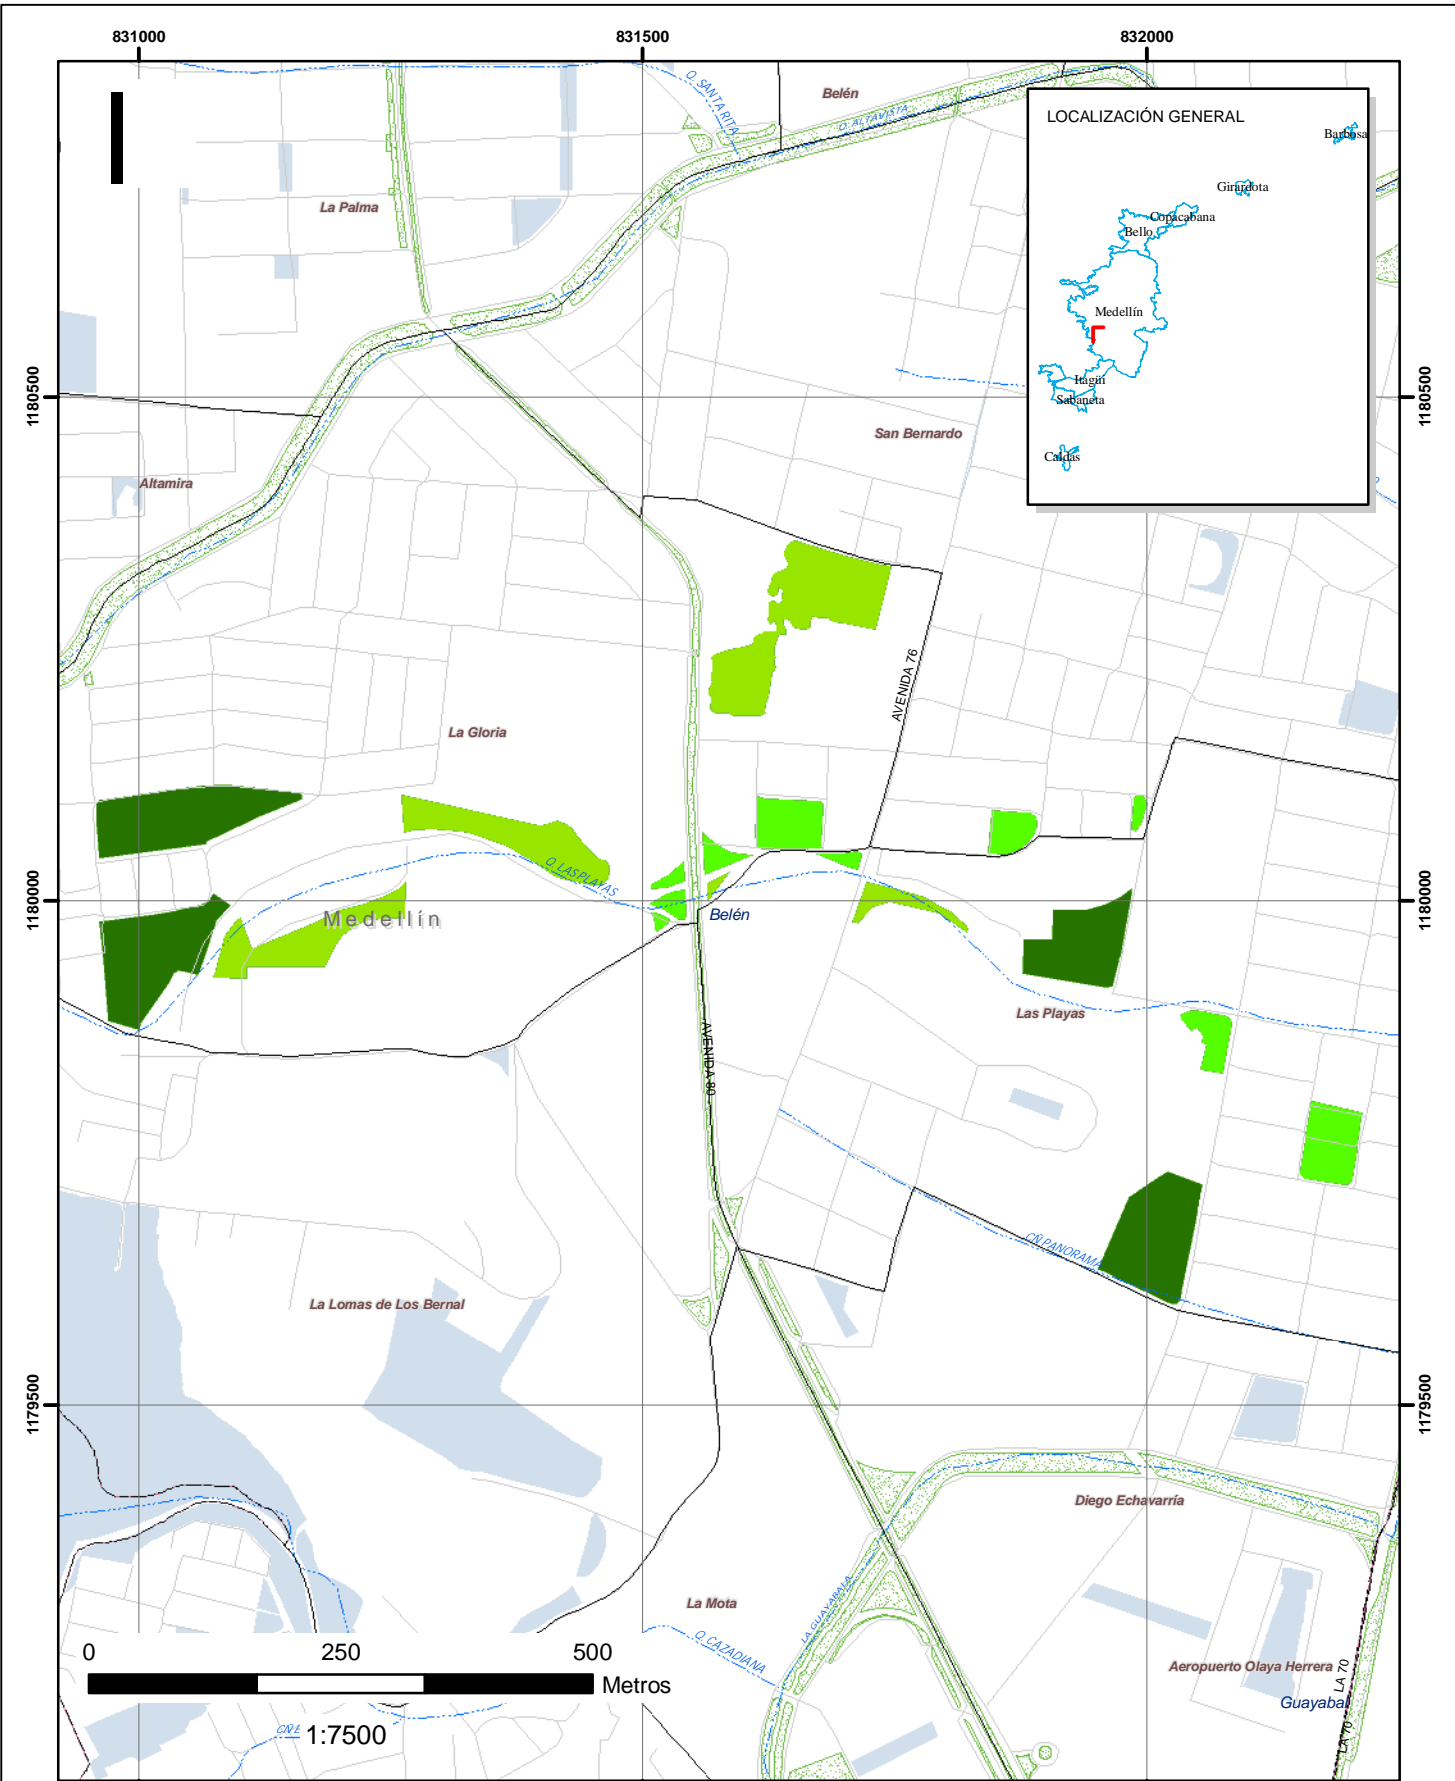 831000
831500
832000
Q. SANTA RITA
Belén
Q. ALTAVISTA
LOCALIZACIÓN GENERAL
Barbosa
Girardota
Copacabana
Bello
Medellín
Itagüí
Sabaneta
Caldas
La Palma
1180500
1180500
San Bernardo
Altamira
AVENIDA 76
La Gloria
Q. LAS PLAYAS
1180000
1180000
Medellín
Belén
Las Playas
AVENIDA 80
CÑ PANORAMA
La Lomas de Los Bernal
1179500
1179500
Diego Echavarría
LA GUAYABALA
La Mota
Q. CAZADIANA
Aeropuerto Olaya Herrera
LA 70
Guayabal
LA 70
0
250
500
Metros
1:7500